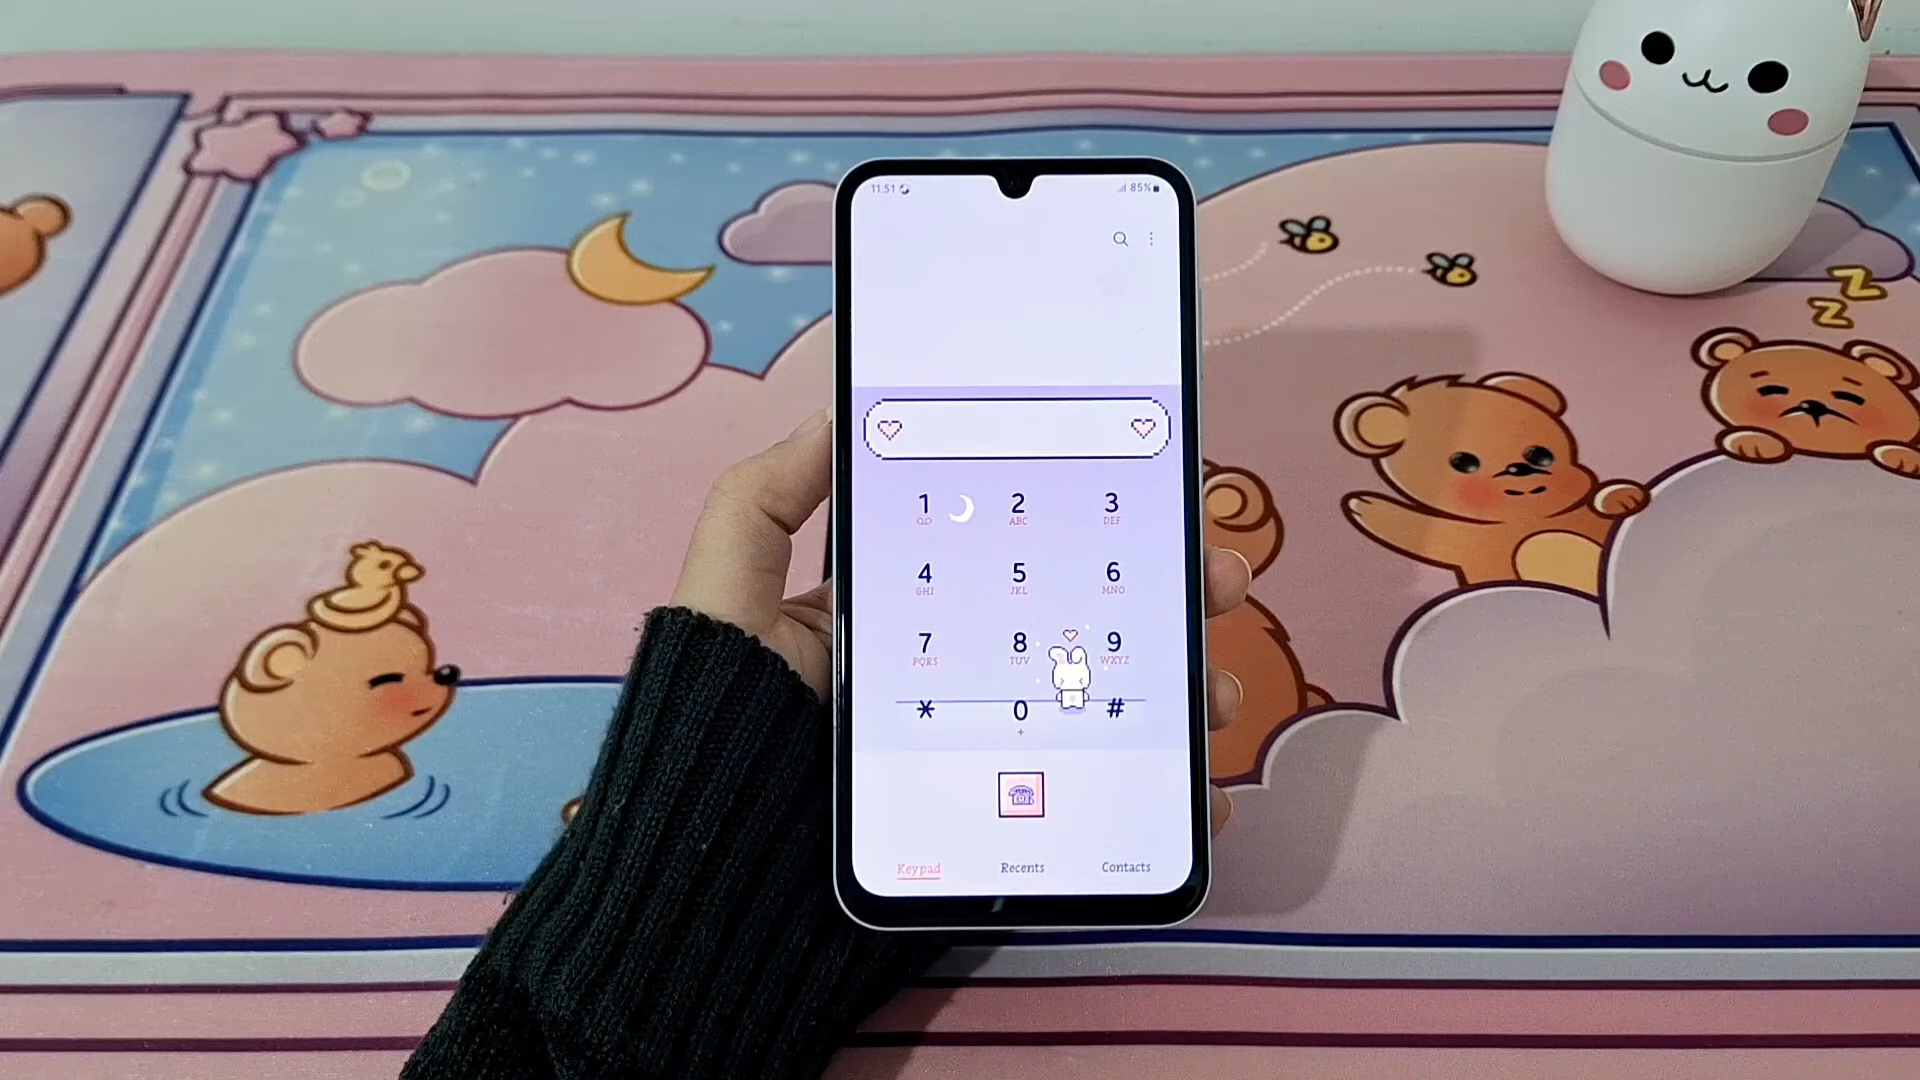 11:51 85%
1 2 3
ABC DEF
4 5 6
GHI JKL MNO
7 8 9
PQRS TUV WXYZ
* 0 #
+
Keypad Recents Contacts
Z
Z